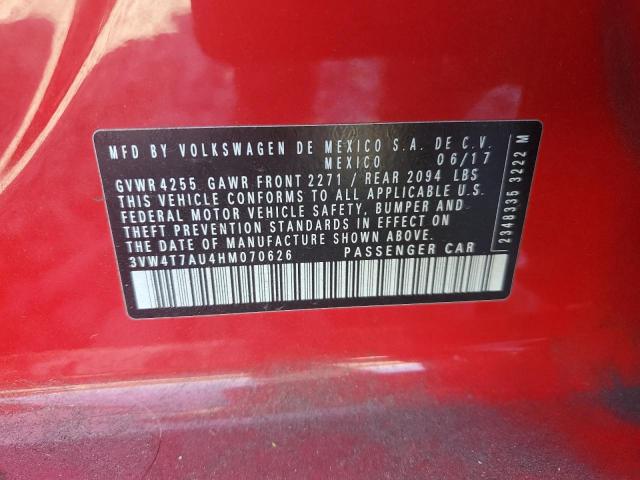 MFD BY VOLKSWAGEN DE MEXICO S.A. DE C.V.
MEXICO 06/17
GVWR 4255 GAWR FRONT 2271 / REAR 2094 LBS
THIS VEHICLE CONFORMS TO ALL APPLICABLE U.S.
FEDERAL MOTOR VEHICLE SAFETY, BUMPER AND
THEFT PREVENTION STANDARDS IN EFFECT ON
THE DATE OF MANUFACTURE SHOWN ABOVE.
3VW4T7AU4HM070626 PASSENGER CAR
2348335 3222 M